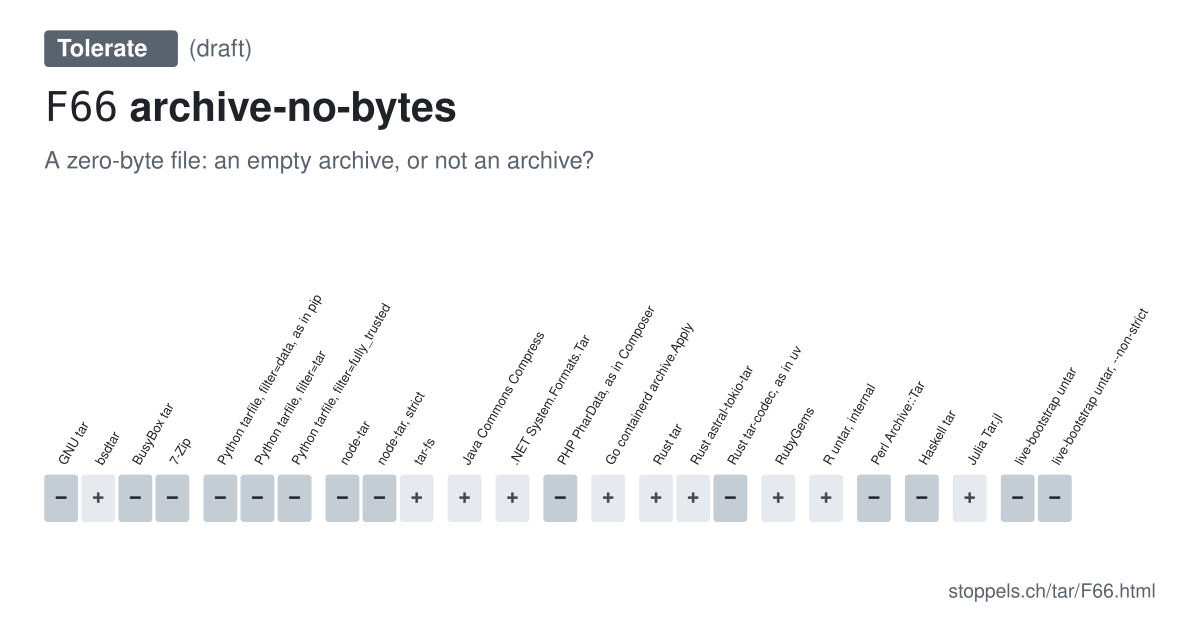 Tolerate (draft)
F66 archive-no-bytes
A zero-byte file: an empty archive, or not an archive?
GNU tar
bsdtar
BusyBox tar
7-Zip
Python tarfile, filter=data, as in pip
Python tarfile, filter=tar
Python tarfile, filter=fully_trusted
node-tar
node-tar, strict
tar-fs
Java Commons Compress
.NET System.Formats.Tar
PHP PharData, as in Composer
Go containerd archive.Apply
Rust tar
Rust astral-tokio-tar
Rust tar-codec, as in uv
RubyGems
R untar, internal
Perl Archive::Tar
Haskell tar
Julia Tar.jl
live-bootstrap untar
live-bootstrap untar, --non-strict
− + − − − − − − − + + + − + + + − + + − − + − −
stoppels.ch/tar/F66.html